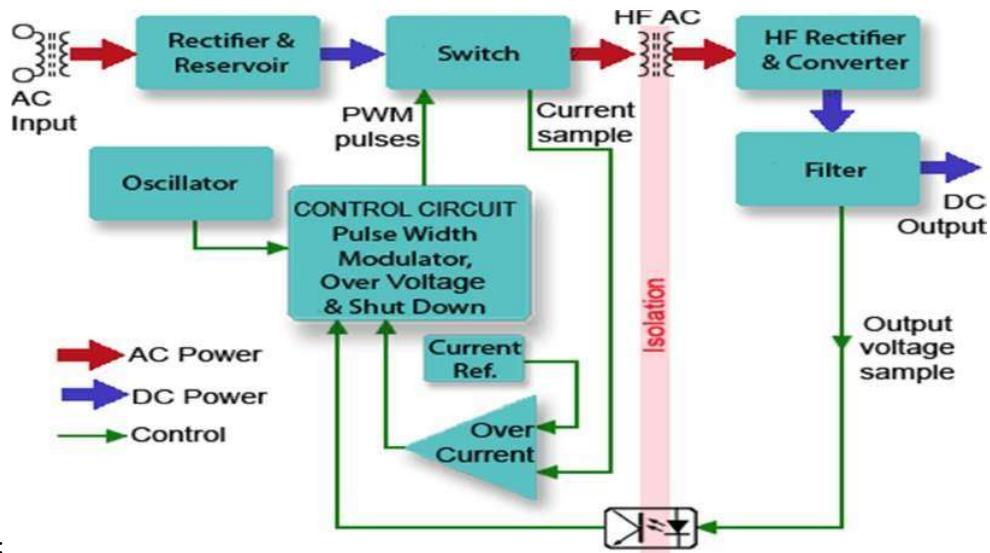 HF AC
Rectifier &
Reservoir
Switch
HF Rectifier
& Converter
AC
Input
PWM
pulses
Current
sample
Oscillator
Filter
DC
Output
CONTROL CIRCUIT
Pulse Width
Modulator,
Over Voltage
& Shut Down
Isolation
Current
Ref.
Output
voltage
sample
AC Power
DC Power
Control
Over
Current
: